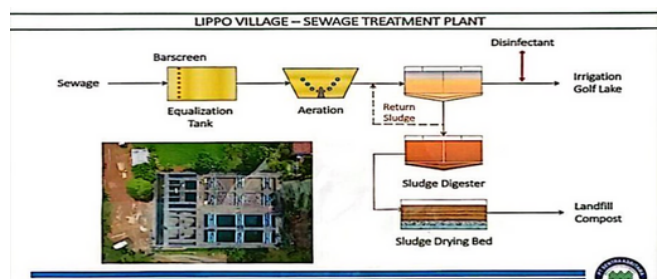 LIPPO VILLAGE – SEWAGE TREATMENT PLANT
Disinfectant
Barscreen
Sewage
Irrigation
Golf Lake
Equalization
Tank
Aeration
Return
Sludge
Sludge Digester
Landfill
Compost
Sludge Drying Bed